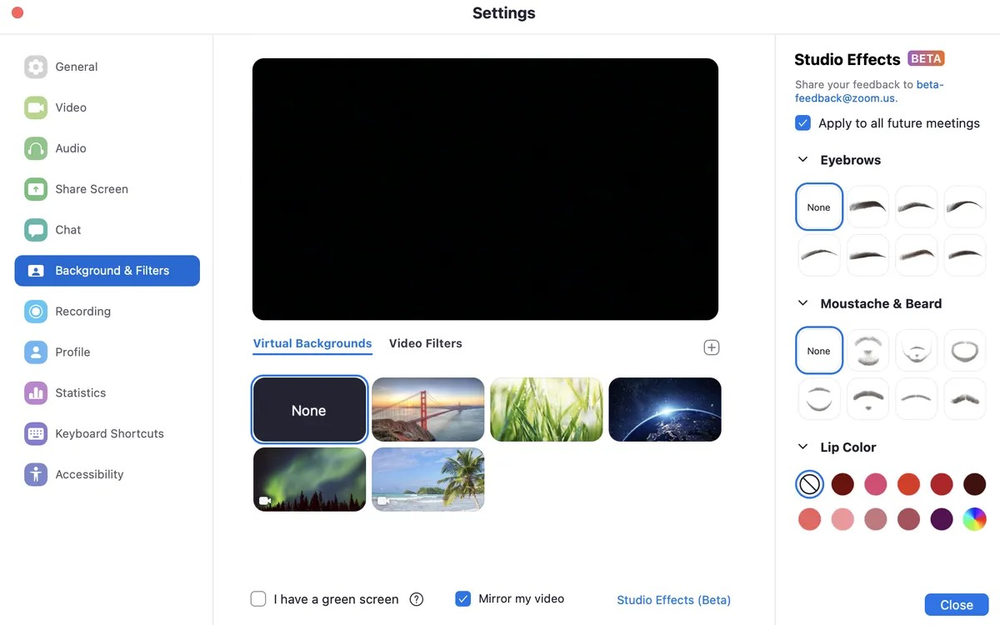 Settings
General
Video
Audio
Share Screen
Chat
Background & Filters
Recording
Profile
Statistics
Keyboard Shortcuts
Accessibility
Virtual Backgrounds
Video Filters
None
I have a green screen
?
Mirror my video
Studio Effects (Beta)
Studio Effects BETA
Share your feedback to beta-
feedback@zoom.us.
Apply to all future meetings
Eyebrows
None
Moustache & Beard
None
Lip Color
Close